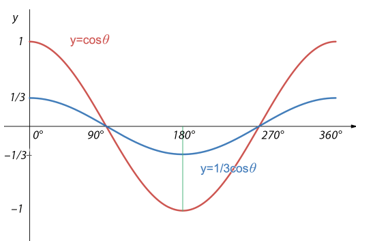 y
y=cosθ
1
1/3
0° 90° 180° 270° 360°
–1/3
y=1/3cosθ
–1